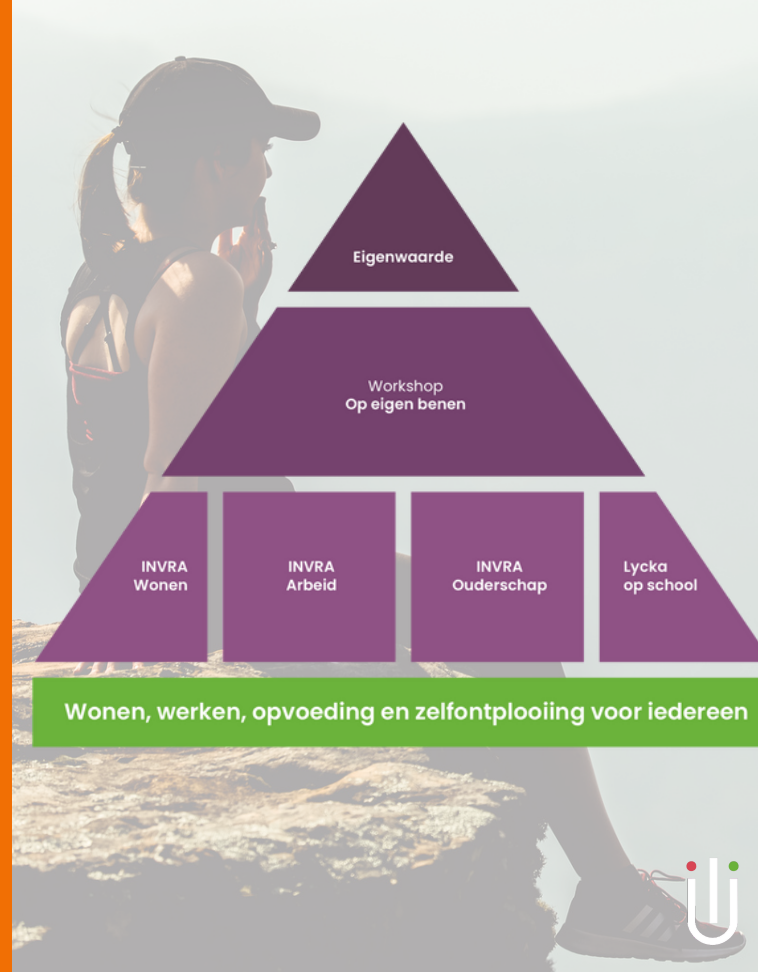 Eigenwaarde
Workshop
Op eigen benen
INVRA
Wonen
INVRA
Arbeid
INVRA
Ouderschap
Lycka
op school
Wonen, werken, opvoeding en zelfontplooiing voor iedereen